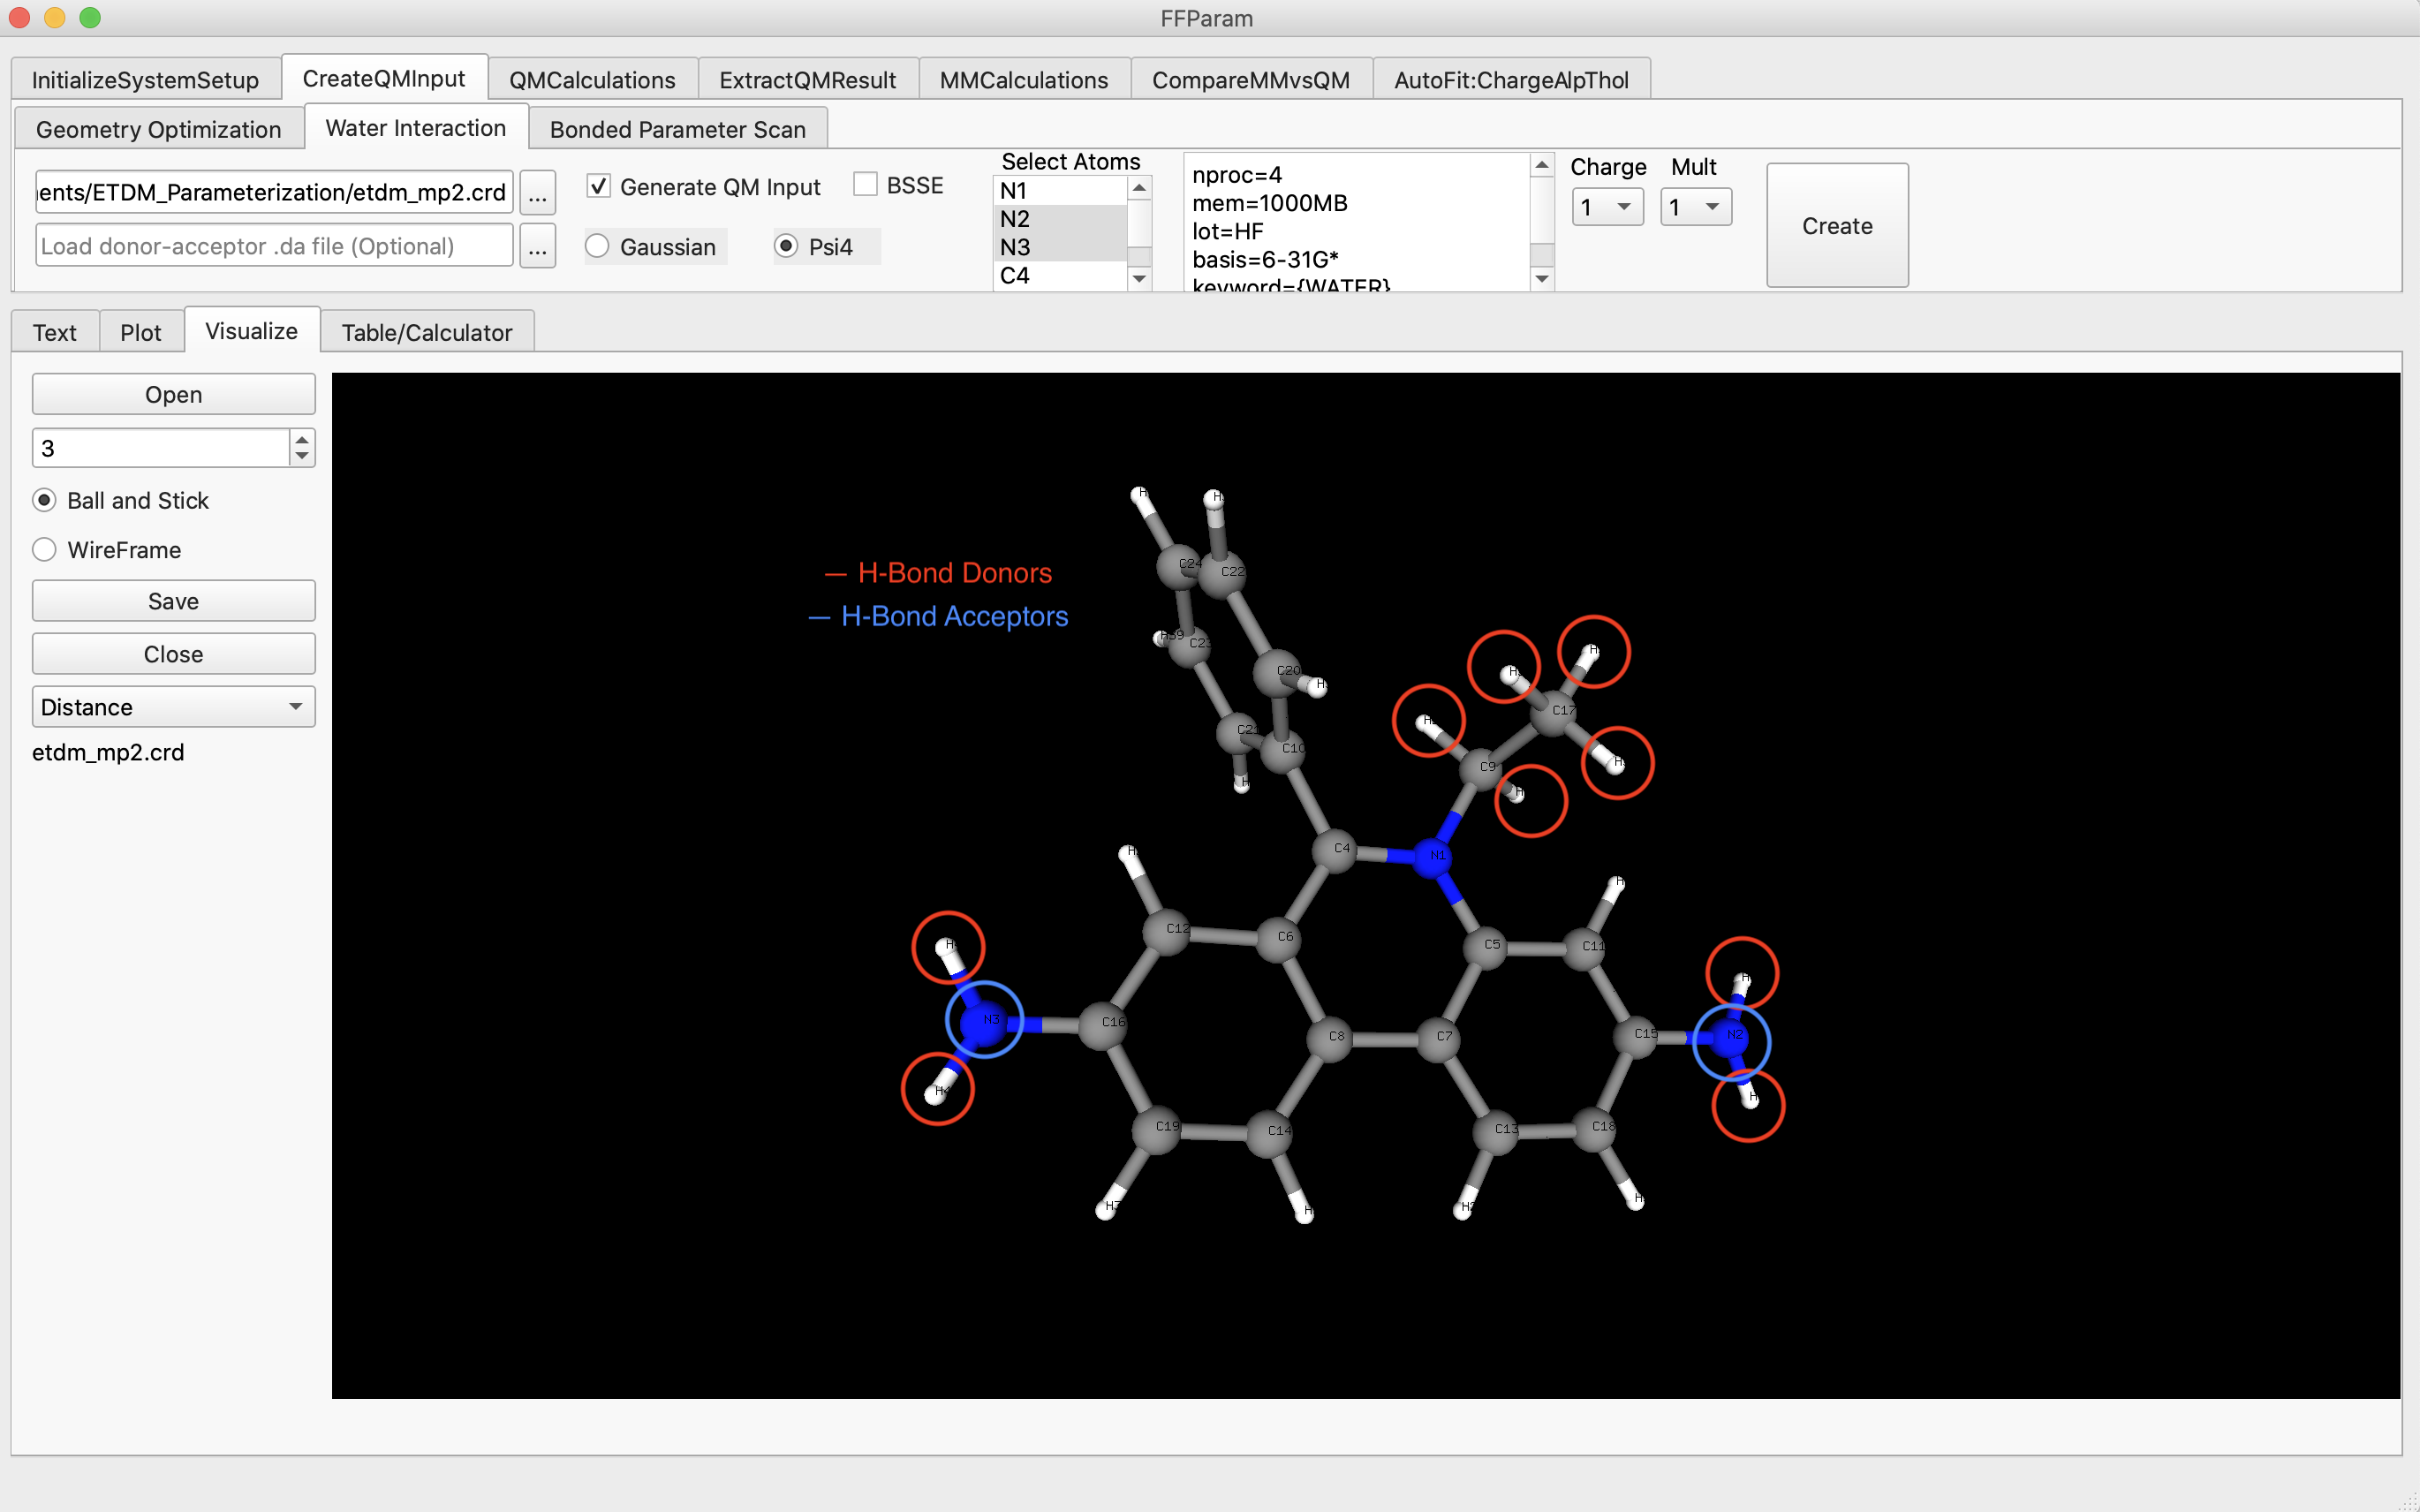 FFParam
InitializeSystemSetup CreateQMInput QMCalculations ExtractQMResult MMCalculations CompareMMvsQM AutoFit:ChargeAlpThol
Geometry Optimization Water Interaction Bonded Parameter Scan
ents/ETDM_Parameterization/etdm_mp2.crd ...
Load donor-acceptor .da file (Optional) ...
Generate QM Input BSSE
Gaussian Psi4
Select Atoms
N1
N2
N3
C4
nproc=4
mem=1000MB
lot=HF
basis=6-31G*
keyword={WATER}
Charge Mult
1 1
Create
Text Plot Visualize Table/Calculator
Open
3
Ball and Stick
WireFrame
Save
Close
Distance
etdm_mp2.crd
— H-Bond Donors
— H-Bond Acceptors
C24
C22
H39
C23
C20
C21
C10
C17
C9
C4
N1
C12
C6
C5
C11
N3
C16
C8
C7
C15
N2
C19
C14
C13
C18